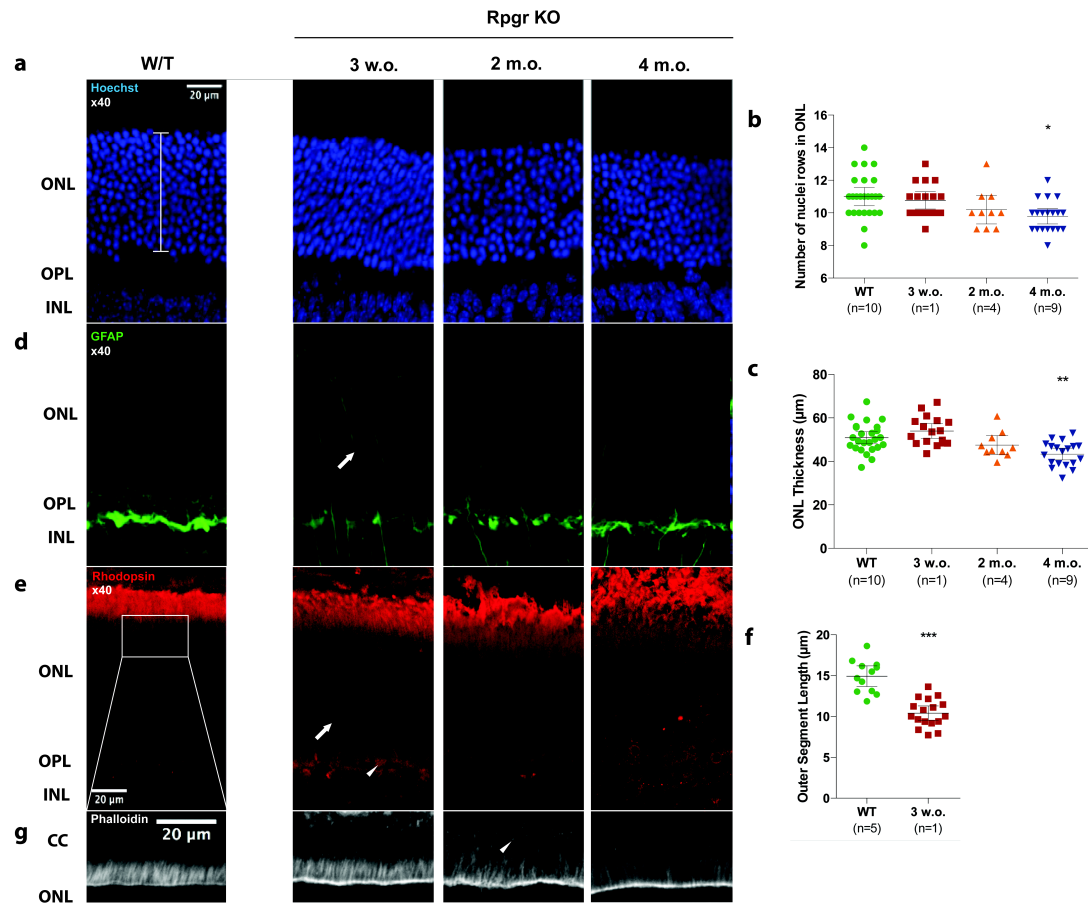 Rpgr KO
a
W/T
3 w.o.
2 m.o.
4 m.o.
Hoechst
x40
20 μm
ONL
OPL
INL
b
Number of nuclei rows in ONL
16
14
12
10
8
6
*
WT
3 w.o.
2 m.o.
4 m.o.
(n=10)
(n=1)
(n=4)
(n=9)
d
GFAP
x40
ONL
OPL
INL
c
ONL Thickness (μm)
80
60
40
20
0
**
WT
3 w.o.
2 m.o.
4 m.o.
(n=10)
(n=1)
(n=4)
(n=9)
e
Rhodopsin
x40
ONL
OPL
INL
20 μm
f
Outer Segment Length (μm)
20
15
10
5
0
***
WT
3 w.o.
(n=5)
(n=1)
g
Phalloidin
20 μm
CC
ONL